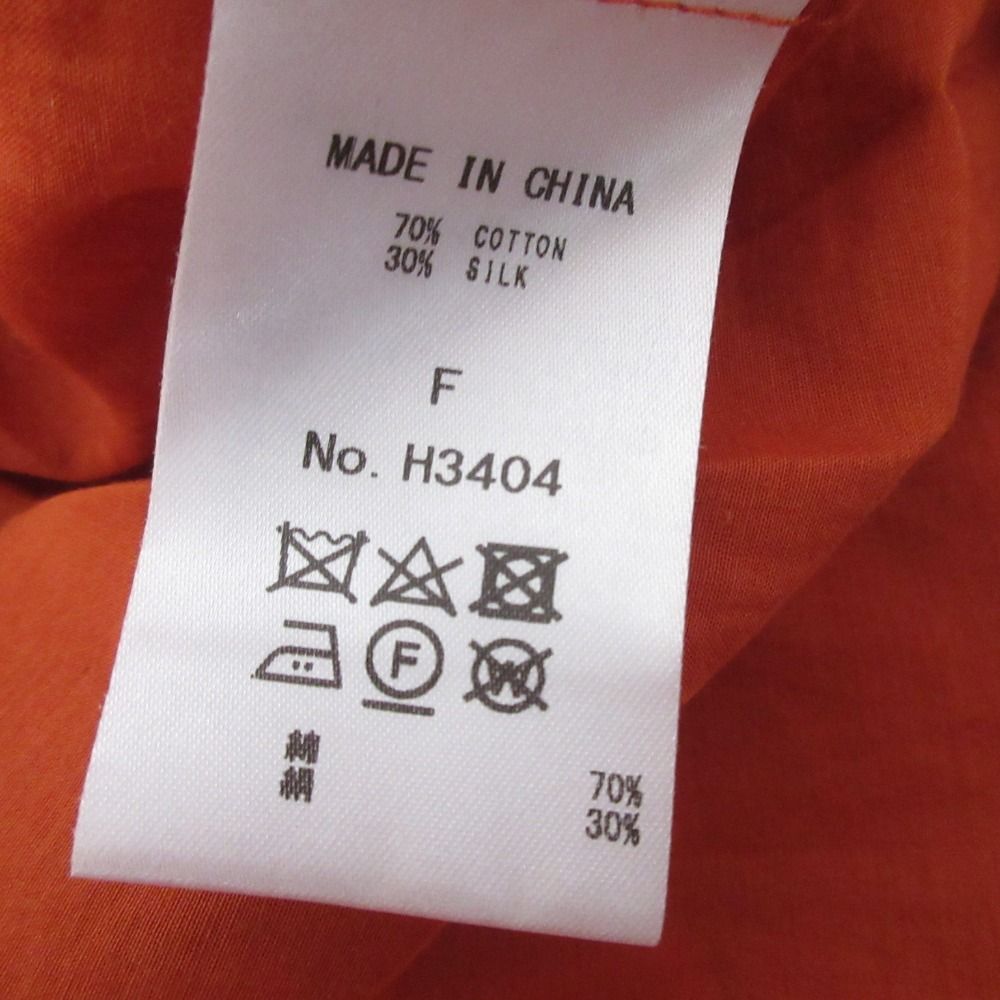 MADE IN CHINA
70% COTTON
30% SILK
F
No. H3404
F
W
綿 70%
絹 30%